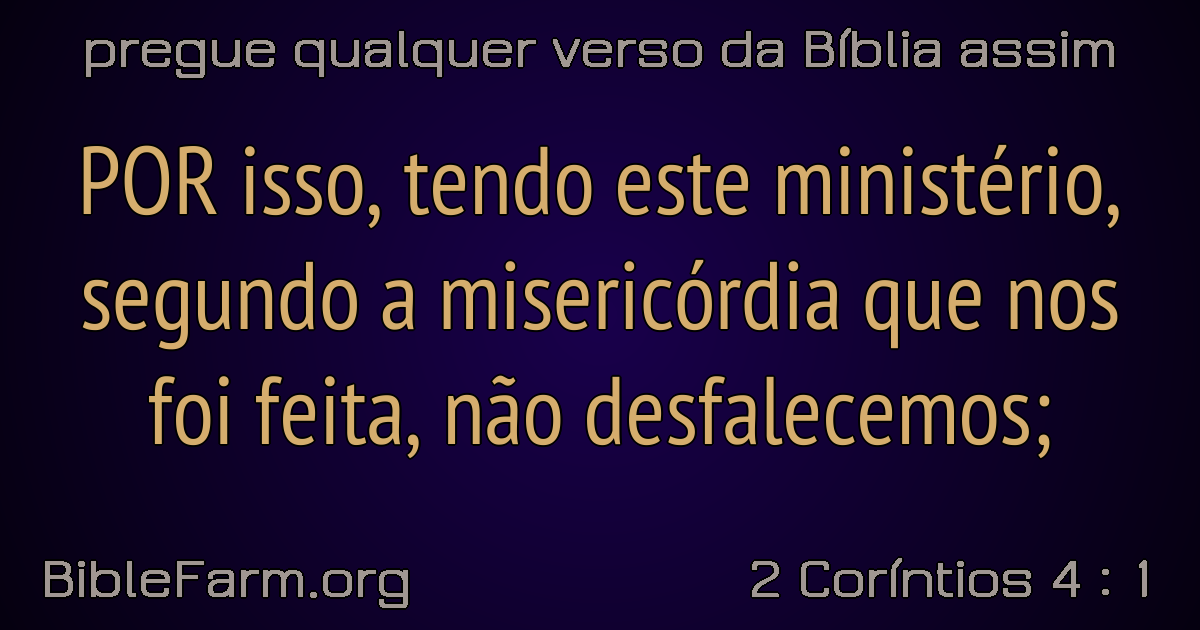 pregue qualquer verso da Bíblia assim
POR isso, tendo este ministério,
segundo a misericórdia que nos
foi feita, não desfalecemos;
BibleFarm.org
2 Coríntios 4 : 1